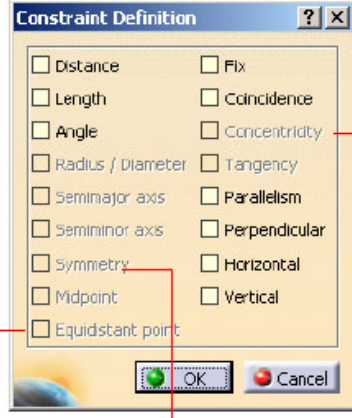 Constraint Definition ? X
Distance Fix
Length Coincidence
Angle Concentricity
Radius / Diameter Tangency
Semimajor axis Parallelism
Semiminor axis Perpendicular
Symmetry Horizontal
Midpoint Vertical
Equidistant point
OK Cancel